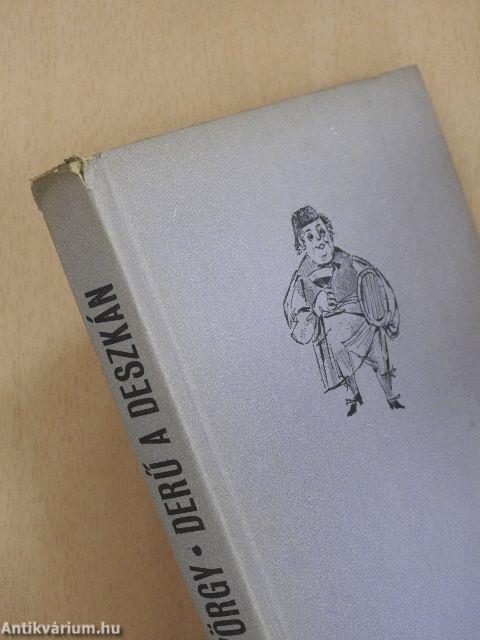 ÖRGY • DERŰ A DESZKÁN
Antikvárium.hu